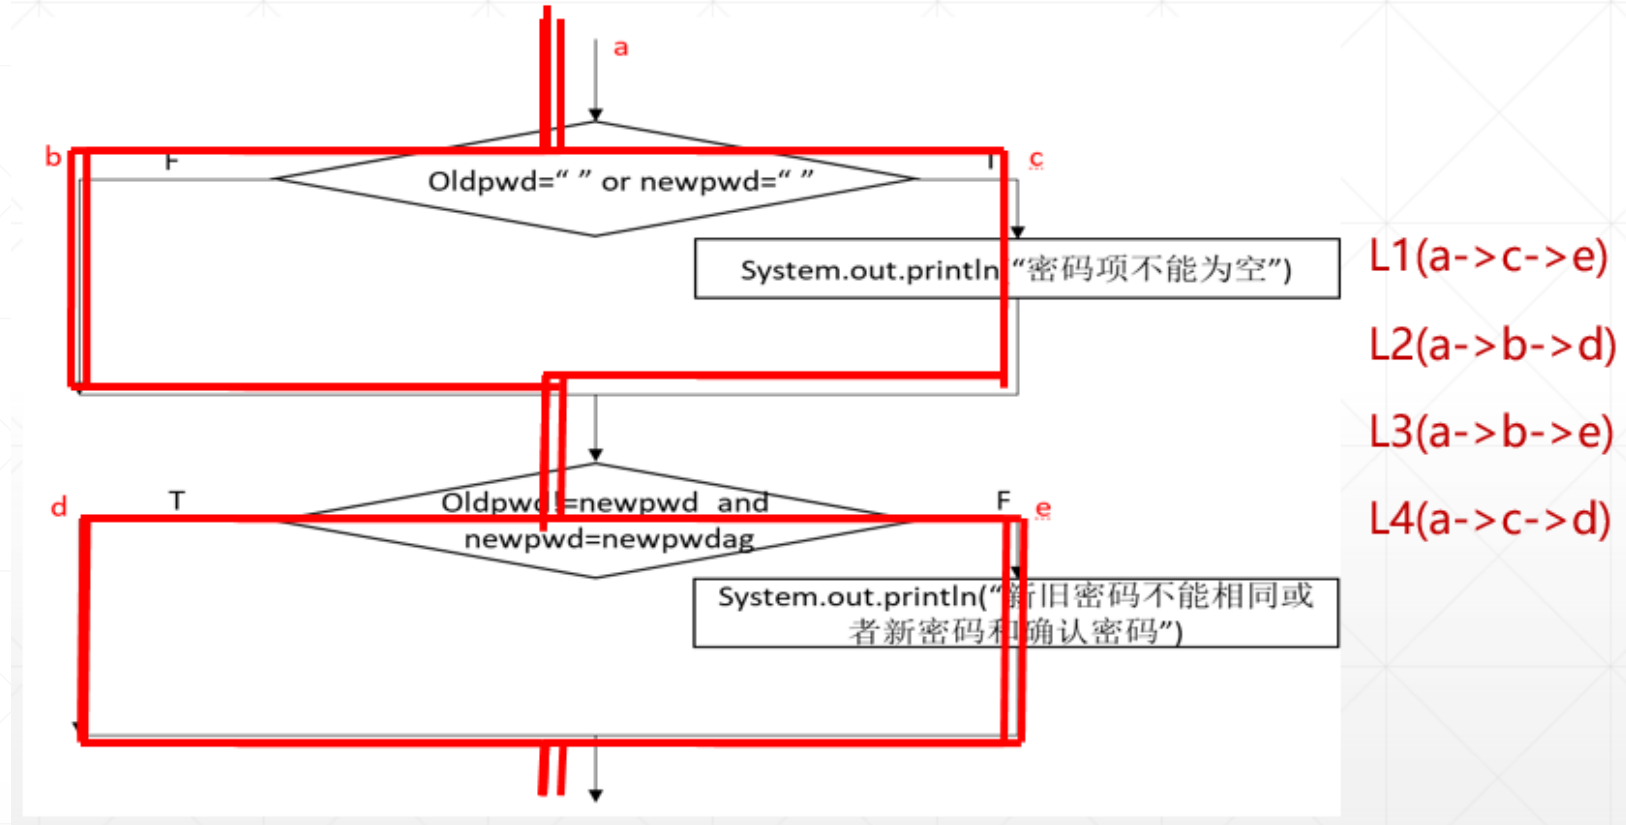 a
b
F
T
c
Oldpwd=“ ” or newpwd=“ ”
System.out.println(“密码项不能为空”)
L1(a->c->e)
L2(a->b->d)
L3(a->b->e)
d
T
Oldpwd!=newpwd and
newpwd=newpwdag
F
e
L4(a->c->d)
System.out.println(“新旧密码不能相同或
者新密码和确认密码”)